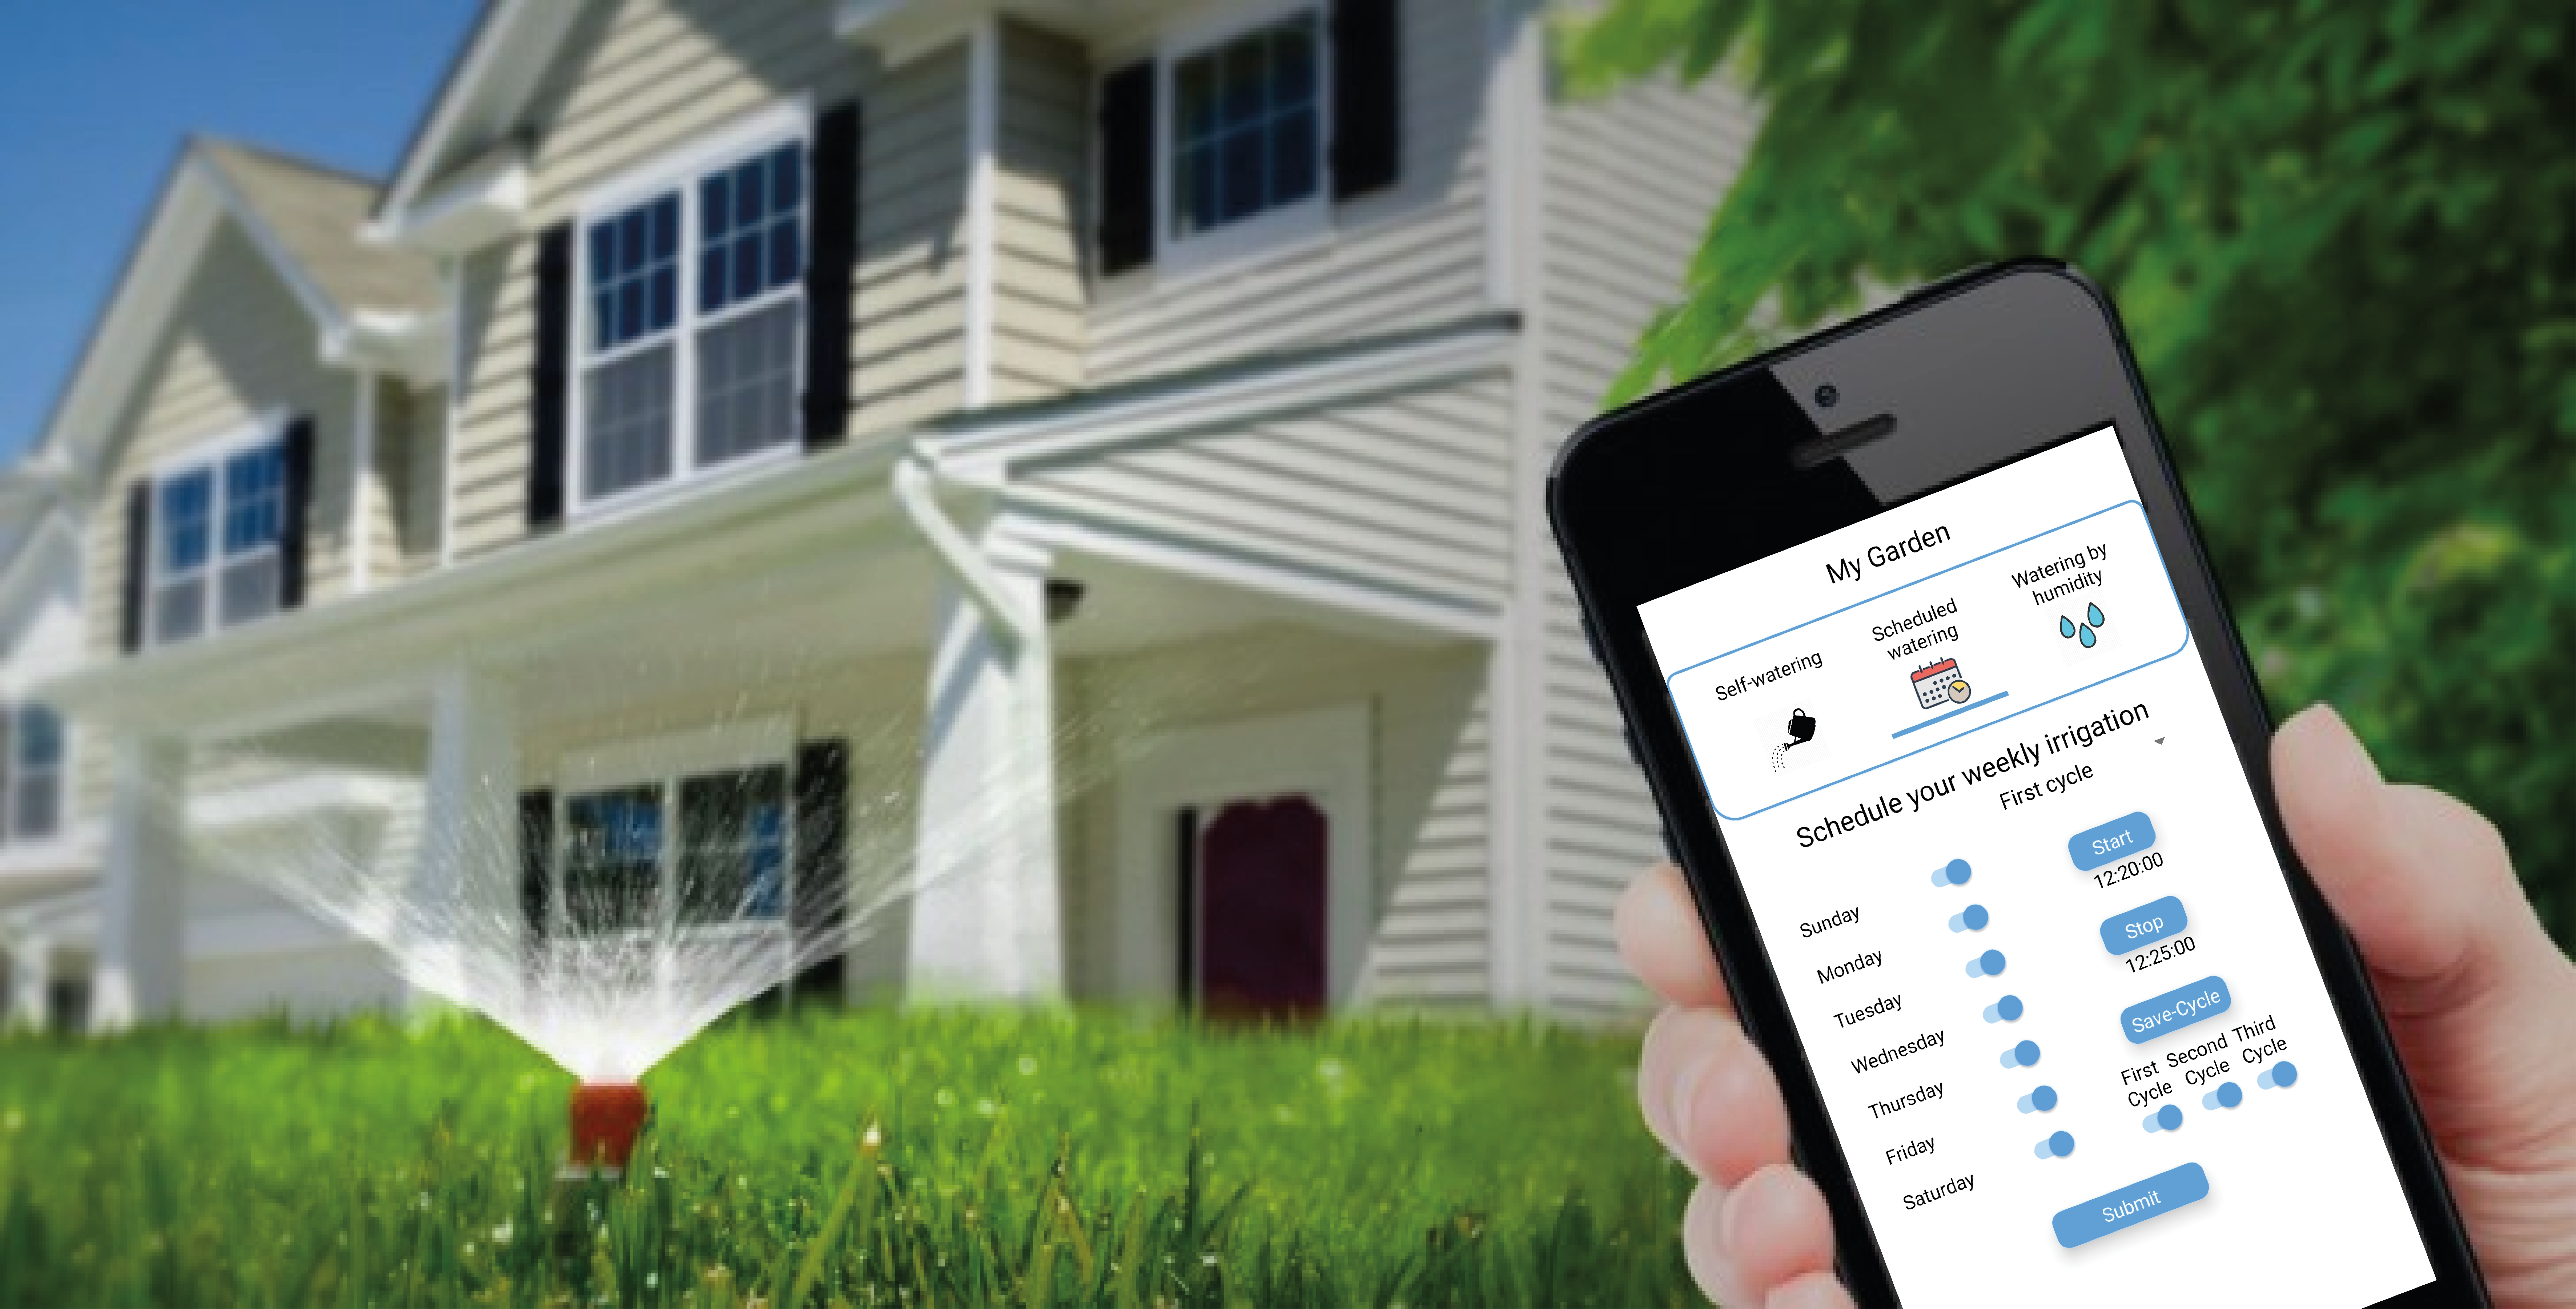 My Garden
Self-watering
Scheduled
watering
Watering by
humidity
Schedule your weekly irrigation
First cycle
Sunday
Monday
Tuesday
Wednesday
Thursday
Friday
Saturday
Start
12:20:00
Stop
12:25:00
Save-Cycle
First Second Third
Cycle Cycle Cycle
Submit